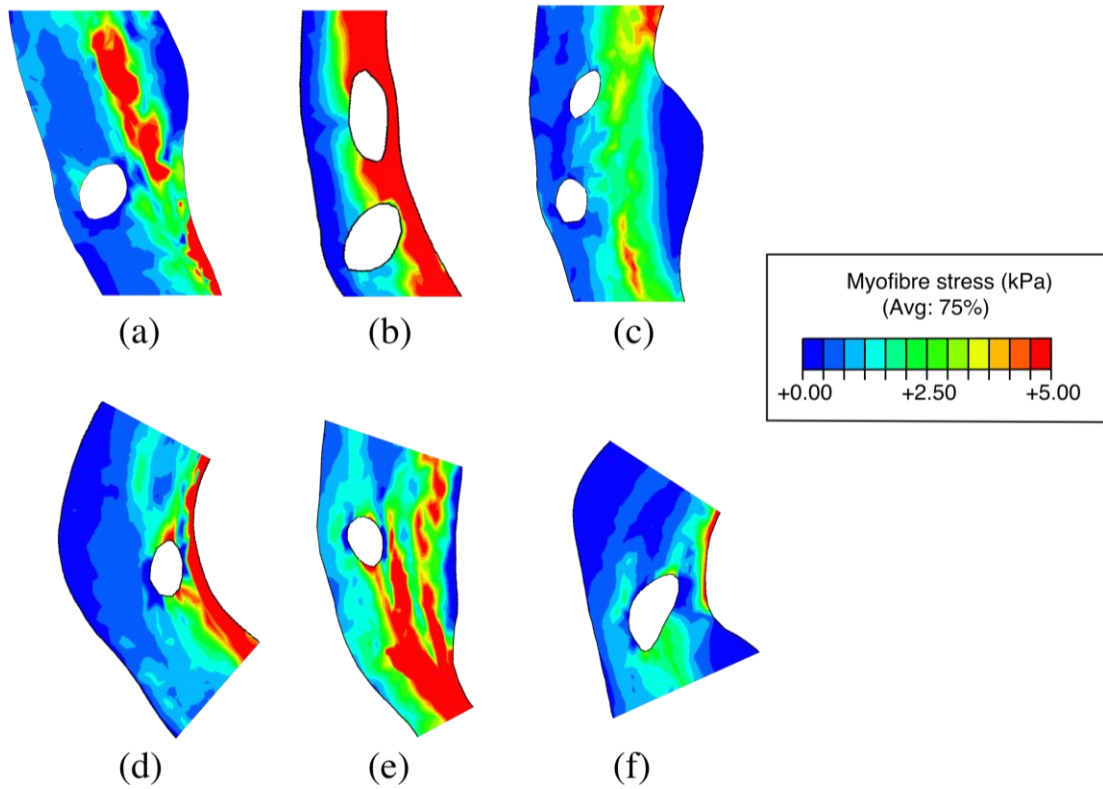 (a) (b) (c)
Myofibre stress (kPa)
(Avg: 75%)
+0.00 +2.50 +5.00
(d) (e) (f)